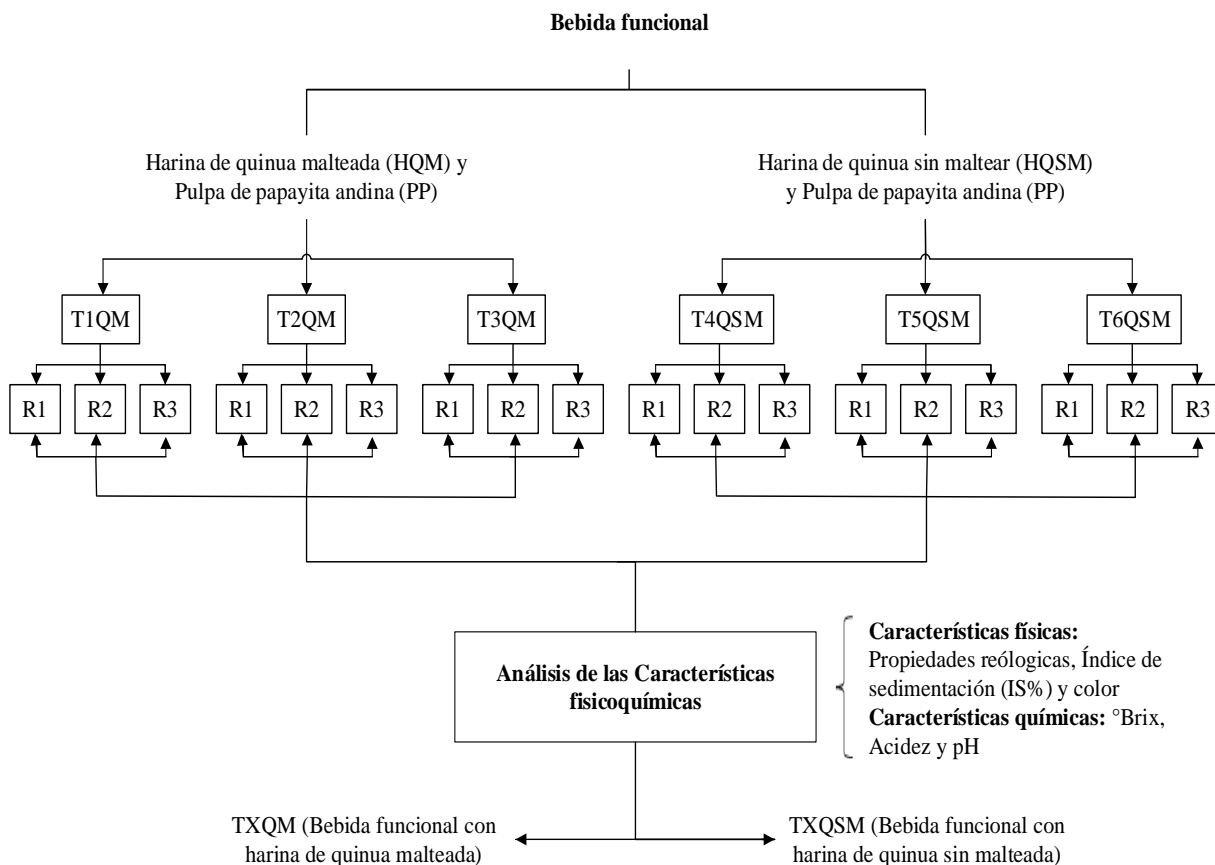 Bebida funcional
Harina de quinua malteada (HQM) y
Pulpa de papayita andina (PP)
Harina de quinua sin maltear (HQSM)
y Pulpa de papayita andina (PP)
T1QM
T2QM
T3QM
T4QSM
T5QSM
T6QSM
R1
R2
R3
R1
R2
R3
R1
R2
R3
R1
R2
R3
R1
R2
R3
R1
R2
R3
Análisis de las Características
fisicoquímicas
Características físicas:
Propiedades reólogicas, Índice de
sedimentación (IS%) y color
Características químicas: °Brix,
Acidez y pH
TXQM (Bebida funcional con
harina de quinua malteada)
TXQSM (Bebida funcional con
harina de quinua sin malteada)